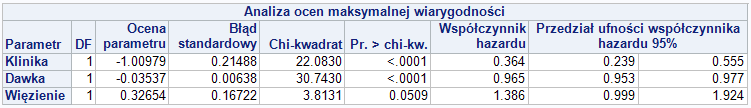 Analiza ocen maksymalnej wiarygodności
Parametr DF Ocena parametru Błąd standardowy Chi-kwadrat Pr. > chi-kw. Współczynnik hazardu Przedział ufności współczynnika hazardu 95%
Klinika 1 -1.00979 0.21488 22.0830 <.0001 0.364 0.239 0.555
Dawka 1 -0.03537 0.00638 30.7430 <.0001 0.965 0.953 0.977
Więzienie 1 0.32654 0.16722 3.8131 0.0509 1.386 0.999 1.924